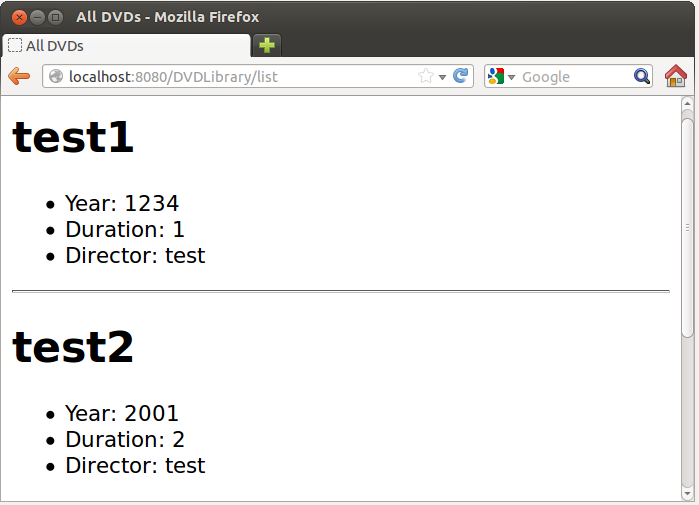 All DVDs - Mozilla Firefox
All DVDs
localhost:8080/DVDLibrary/list
Google
test1
• Year: 1234
• Duration: 1
• Director: test
test2
• Year: 2001
• Duration: 2
• Director: test